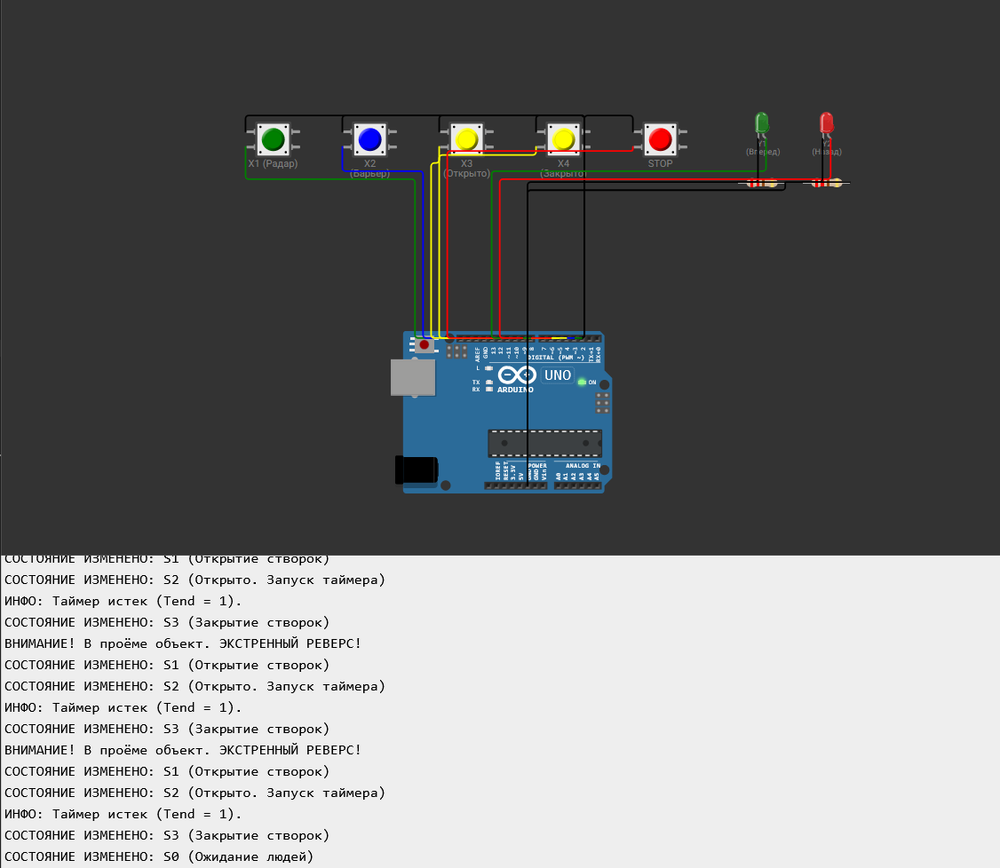 X1 (Радар)
X2
(Барьер)
X3
(Открыто)
X4
(Закрыто)
STOP
Y1
(Вперед)
Y2
(Назад)
AREF
GND
13
12
~11
~10
~9
8
7
~6
~5
4
~3
2
TX→1
RX←0
DIGITAL (PWM ~)
L
TX
RX
UNO
ON
ARDUINO
IOREF
RESET
3.3V
5V
GND
GND
Vin
POWER
ANALOG IN
A0
A1
A2
A3
A4
A5
СОСТОЯНИЕ ИЗМЕНЕНО: S1 (Открытие створок)
СОСТОЯНИЕ ИЗМЕНЕНО: S2 (Открыто. Запуск таймера)
ИНФО: Таймер истек (Tend = 1).
СОСТОЯНИЕ ИЗМЕНЕНО: S3 (Закрытие створок)
ВНИМАНИЕ! В проёме объект. ЭКСТРЕННЫЙ РЕВЕРС!
СОСТОЯНИЕ ИЗМЕНЕНО: S1 (Открытие створок)
СОСТОЯНИЕ ИЗМЕНЕНО: S2 (Открыто. Запуск таймера)
ИНФО: Таймер истек (Tend = 1).
СОСТОЯНИЕ ИЗМЕНЕНО: S3 (Закрытие створок)
ВНИМАНИЕ! В проёме объект. ЭКСТРЕННЫЙ РЕВЕРС!
СОСТОЯНИЕ ИЗМЕНЕНО: S1 (Открытие створок)
СОСТОЯНИЕ ИЗМЕНЕНО: S2 (Открыто. Запуск таймера)
ИНФО: Таймер истек (Tend = 1).
СОСТОЯНИЕ ИЗМЕНЕНО: S3 (Закрытие створок)
СОСТОЯНИЕ ИЗМЕНЕНО: S0 (Ожидание людей)